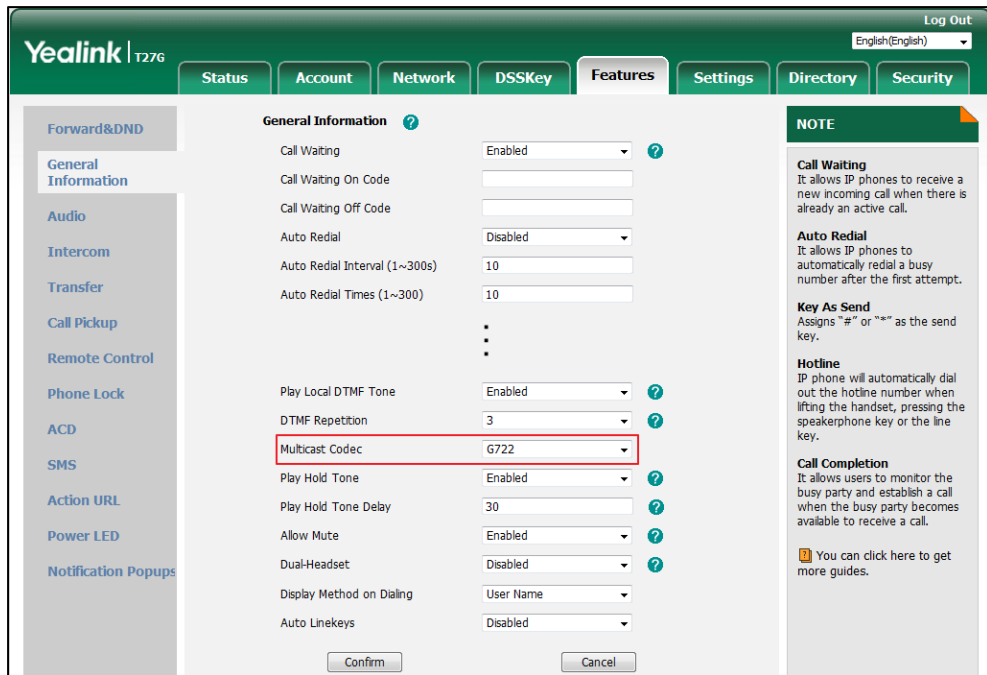 Log Out
Yealink T27G
English(English)
Status Account Network DSSKey Features Settings Directory Security
Forward&DND
General
Information
Audio
Intercom
Transfer
Call Pickup
Remote Control
Phone Lock
ACD
SMS
Action URL
Power LED
Notification Popups
General Information ?
Call Waiting Enabled ?
Call Waiting On Code
Call Waiting Off Code
Auto Redial Disabled
Auto Redial Interval (1~300s) 10
Auto Redial Times (1~300) 10
Play Local DTMF Tone Enabled ?
DTMF Repetition 3 ?
Multicast Codec G722
Play Hold Tone Enabled ?
Play Hold Tone Delay 30 ?
Allow Mute Enabled ?
Dual-Headset Disabled ?
Display Method on Dialing User Name
Auto Linekeys Disabled
Confirm Cancel
NOTE
Call Waiting
It allows IP phones to receive a
new incoming call when there is
already an active call.
Auto Redial
It allows IP phones to
automatically redial a busy
number after the first attempt.
Key As Send
Assigns "#" or "*" as the send
key.
Hotline
IP phone will automatically dial
out the hotline number when
lifting the handset, pressing the
speakerphone key or the line
key.
Call Completion
It allows users to monitor the
busy party and establish a call
when the busy party becomes
available to receive a call.
? You can click here to get
more guides.